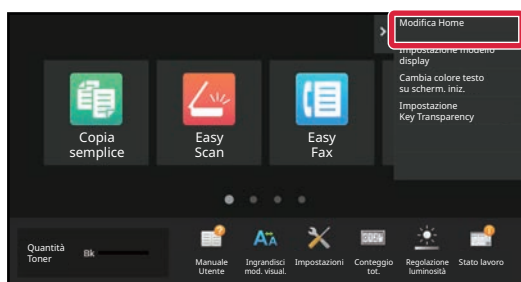 Modifica Home
Impostazione modello
display
Cambia colore testo
su scherm. iniz.
Impostazione
Key Transparency
Copia
semplice
Easy
Scan
Easy
Fax
Quantità
Toner
Bk
Manuale
Utente
Ingrandisci
mod. visual.
Impostazioni
Conteggio
tot.
Regolazione
luminosità
Stato lavoro